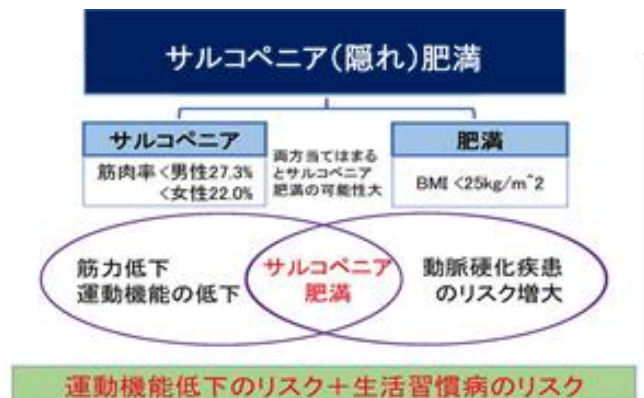 サルコペニア(隠れ)肥満
サルコペニア
筋肉率<男性27.3%
<女性22.0%
両方当てはまる
とサルコペニア
肥満の可能性大
肥満
BMI <25kg/m^2
筋力低下
運動機能の低下
サルコペニア
肥満
動脈硬化疾患
のリスク増大
運動機能低下のリスク+生活習慣病のリスク